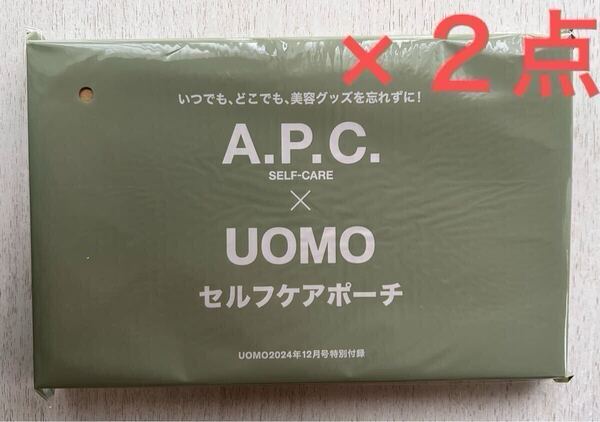 ×２点
いつでも、どこでも、美容グッズを忘れずに!
A.P.C.
SELF-CARE
×
UOMO
セルフケアポーチ
UOMO2024年12月号特別付録